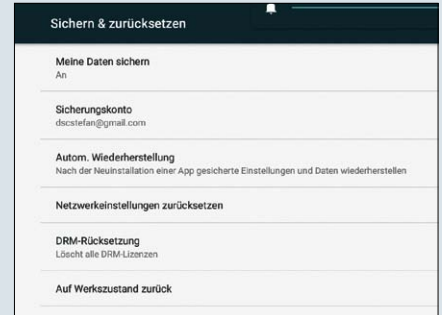 Sichern & zurücksetzen
Meine Daten sichern
An
Sicherungskonto
dscstefan@gmail.com
Autom. Wiederherstellung
Nach der Neuinstallation einer App gesicherte Einstellungen und Daten wiederherstellen
Netzwerkeinstellungen zurücksetzen
DRM-Rücksetzung
Löscht alle DRM-Lizenzen
Auf Werkszustand zurück